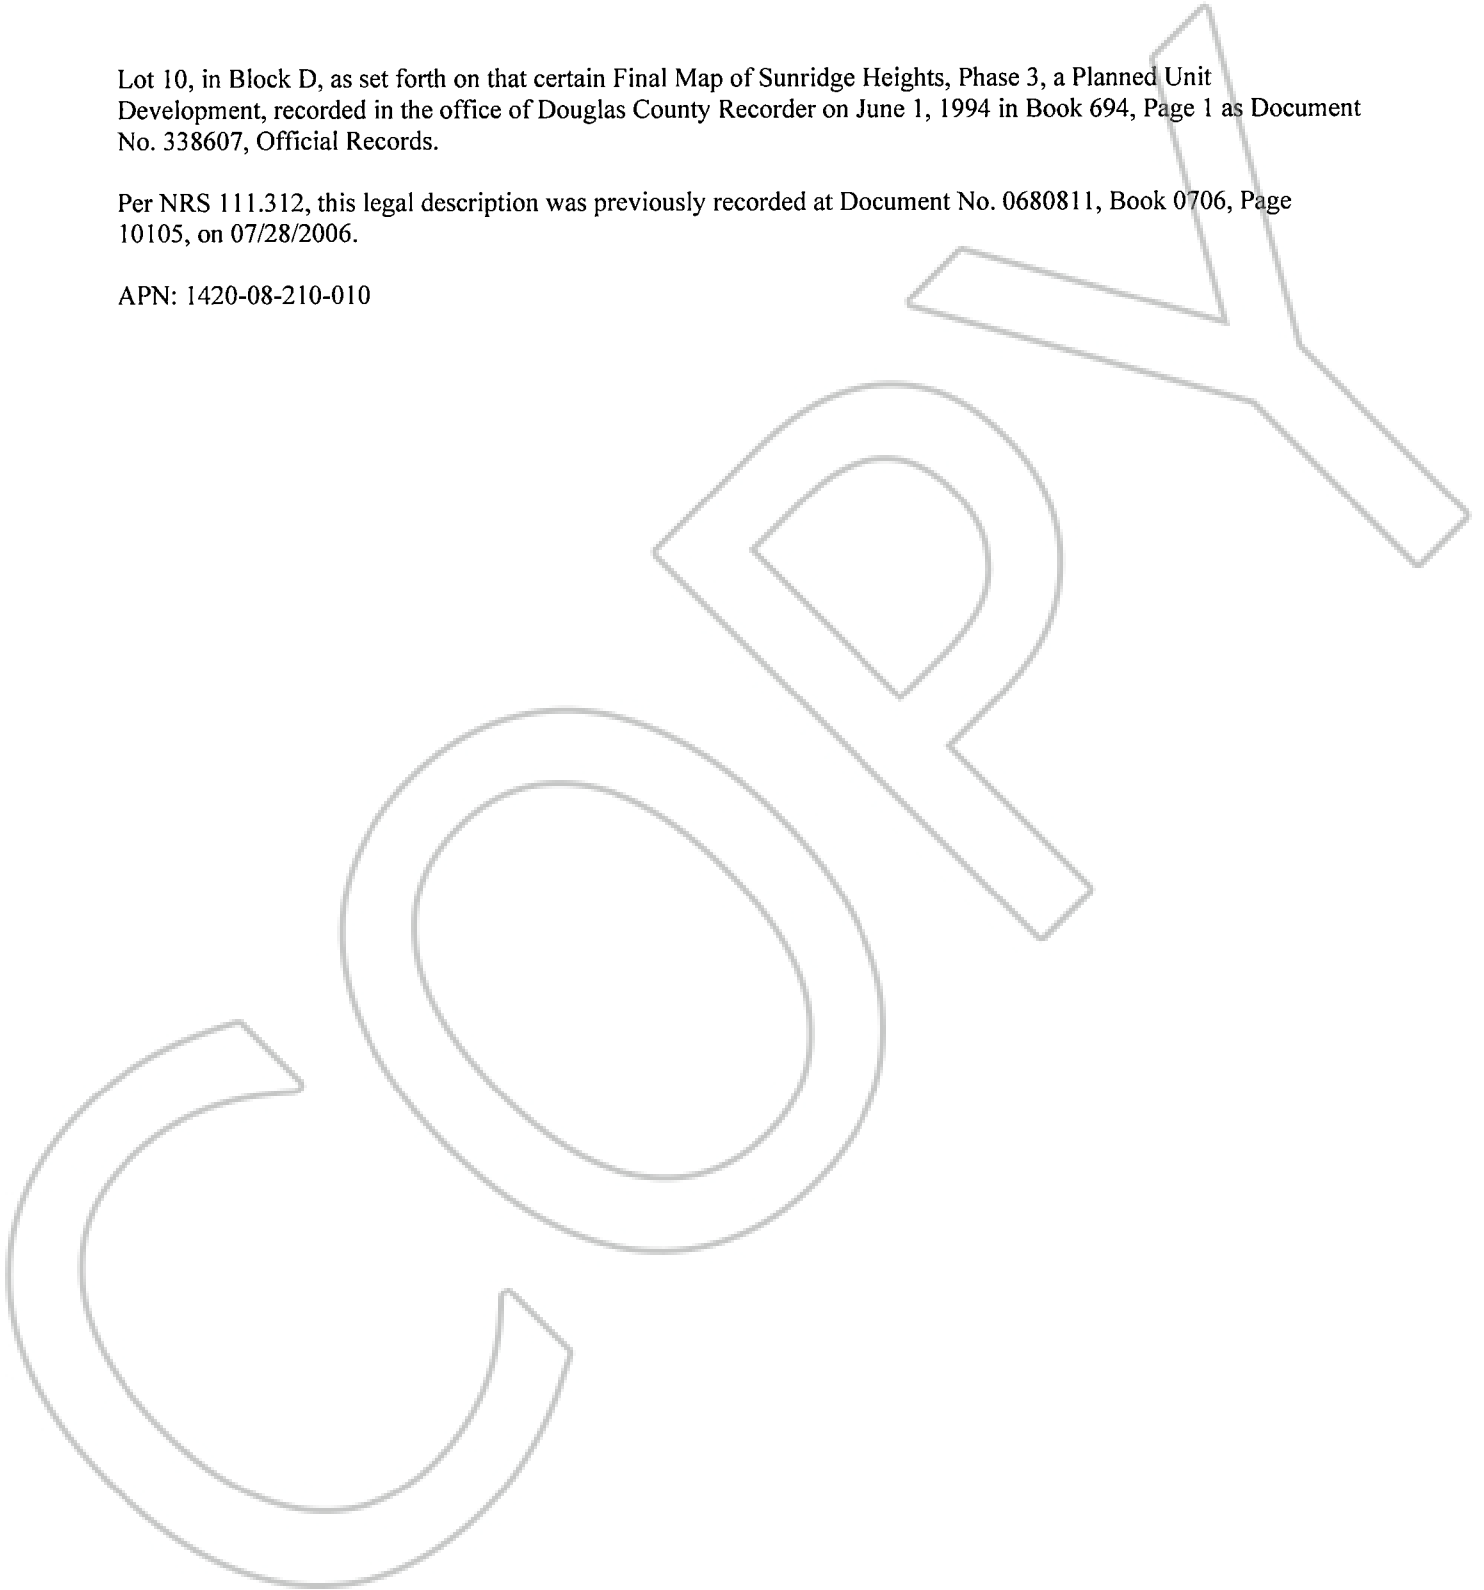 Lot 10, in Block D, as set forth on that certain Final Map of Sunridge Heights, Phase 3, a Planned Unit
Development, recorded in the office of Douglas County Recorder on June 1, 1994 in Book 694, Page 1 as Document
No. 338607, Official Records.
Per NRS 111.312, this legal description was previously recorded at Document No. 0680811, Book 0706, Page
10105, on 07/28/2006.
APN: 1420-08-210-010
COPY